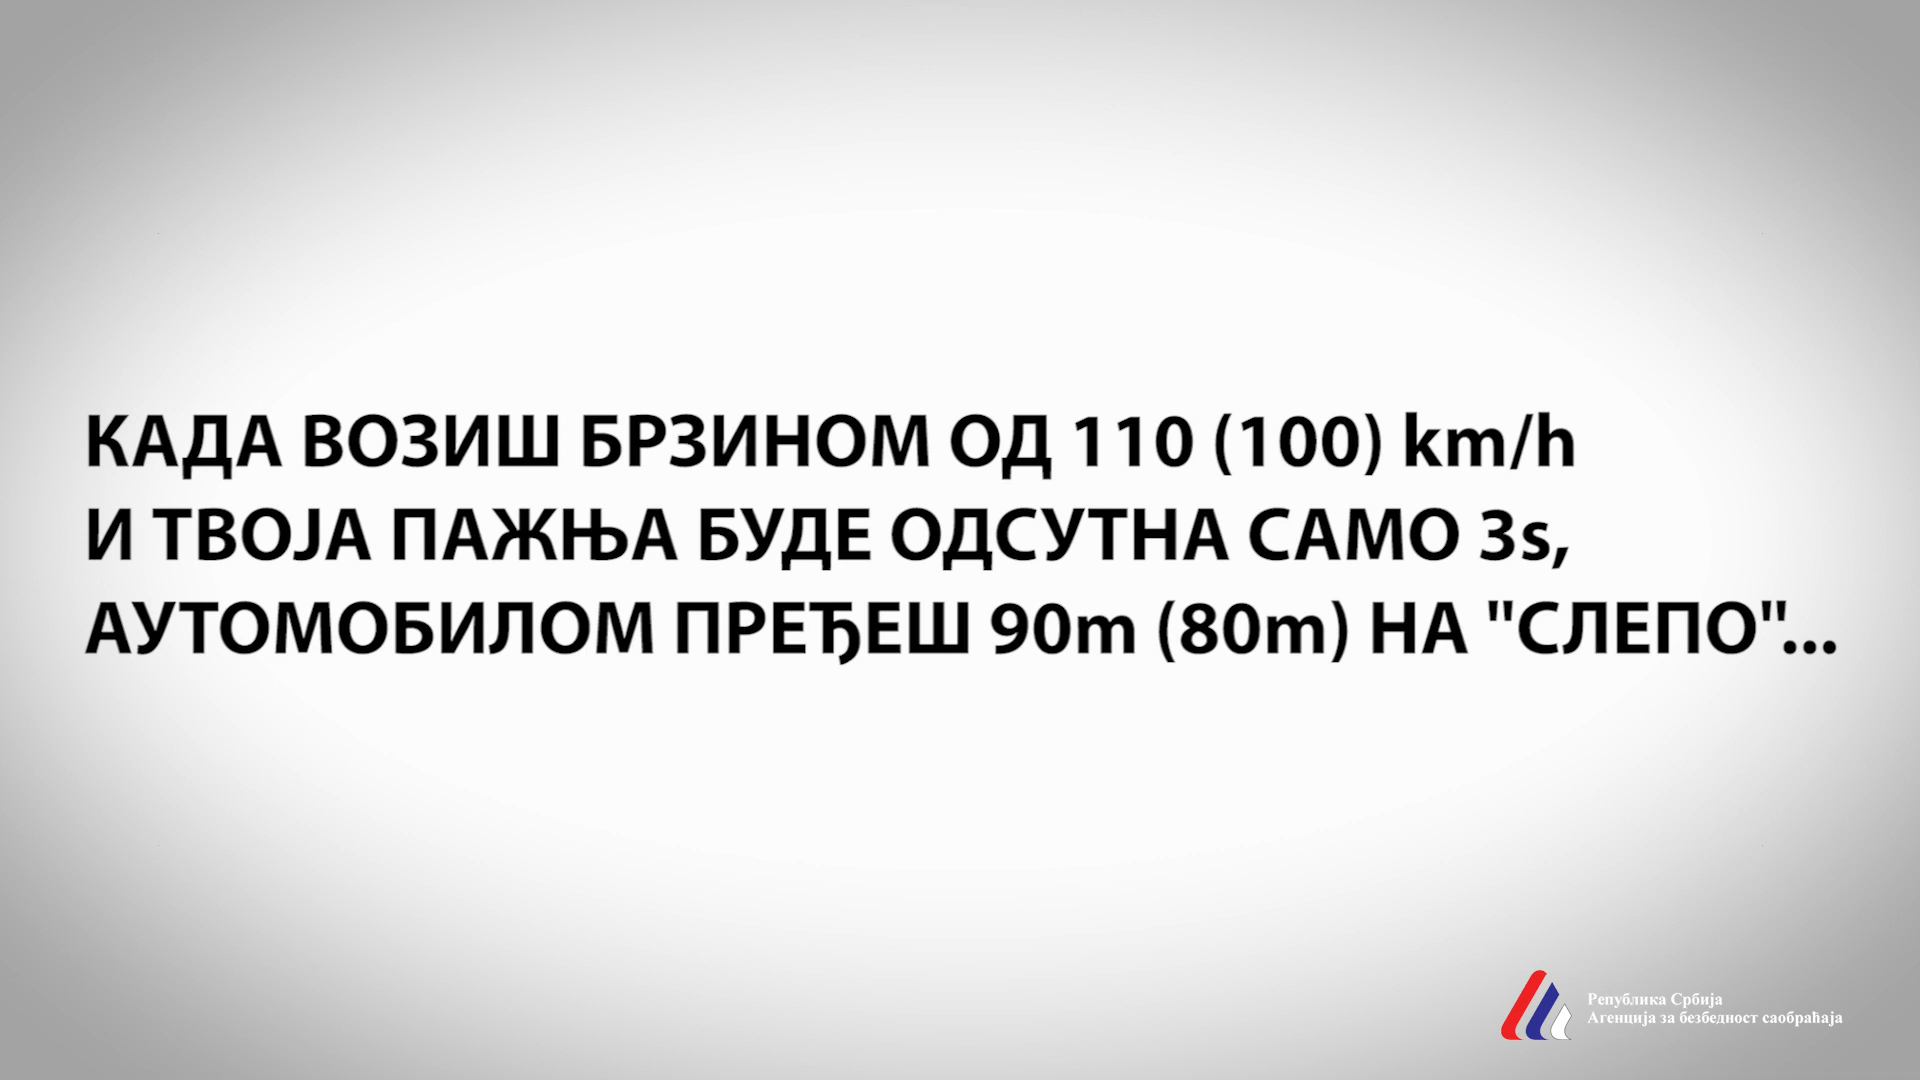 КАДА ВОЗИШ БРЗИНОМ ОД 110 (100) km/h
И ТВОЈА ПАЖЊА БУДЕ ОДСУТНА САМО 3s,
АУТОМОБИЛОМ ПРЕЂЕШ 90m (80m) НА "СЛЕПО"...
Република Србија
Агенција за безбедност саобраћаја